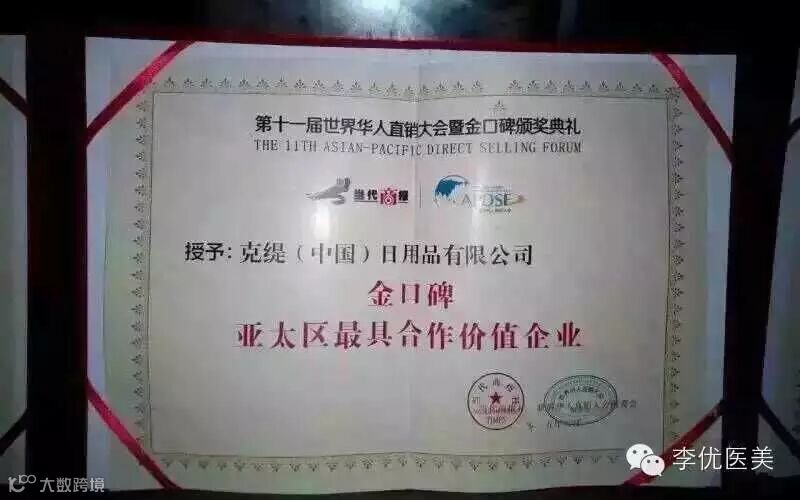 第十一届世界华人直销大会暨金口碑颁奖典礼
THE 11TH ASIAN-PACIFIC DIRECT SELLING FORUM
当代商报 APDSF
授予：克缇（中国）日用品有限公司
金口碑
亚太区最具合作价值企业
TIMES
李优医美
大数跨境